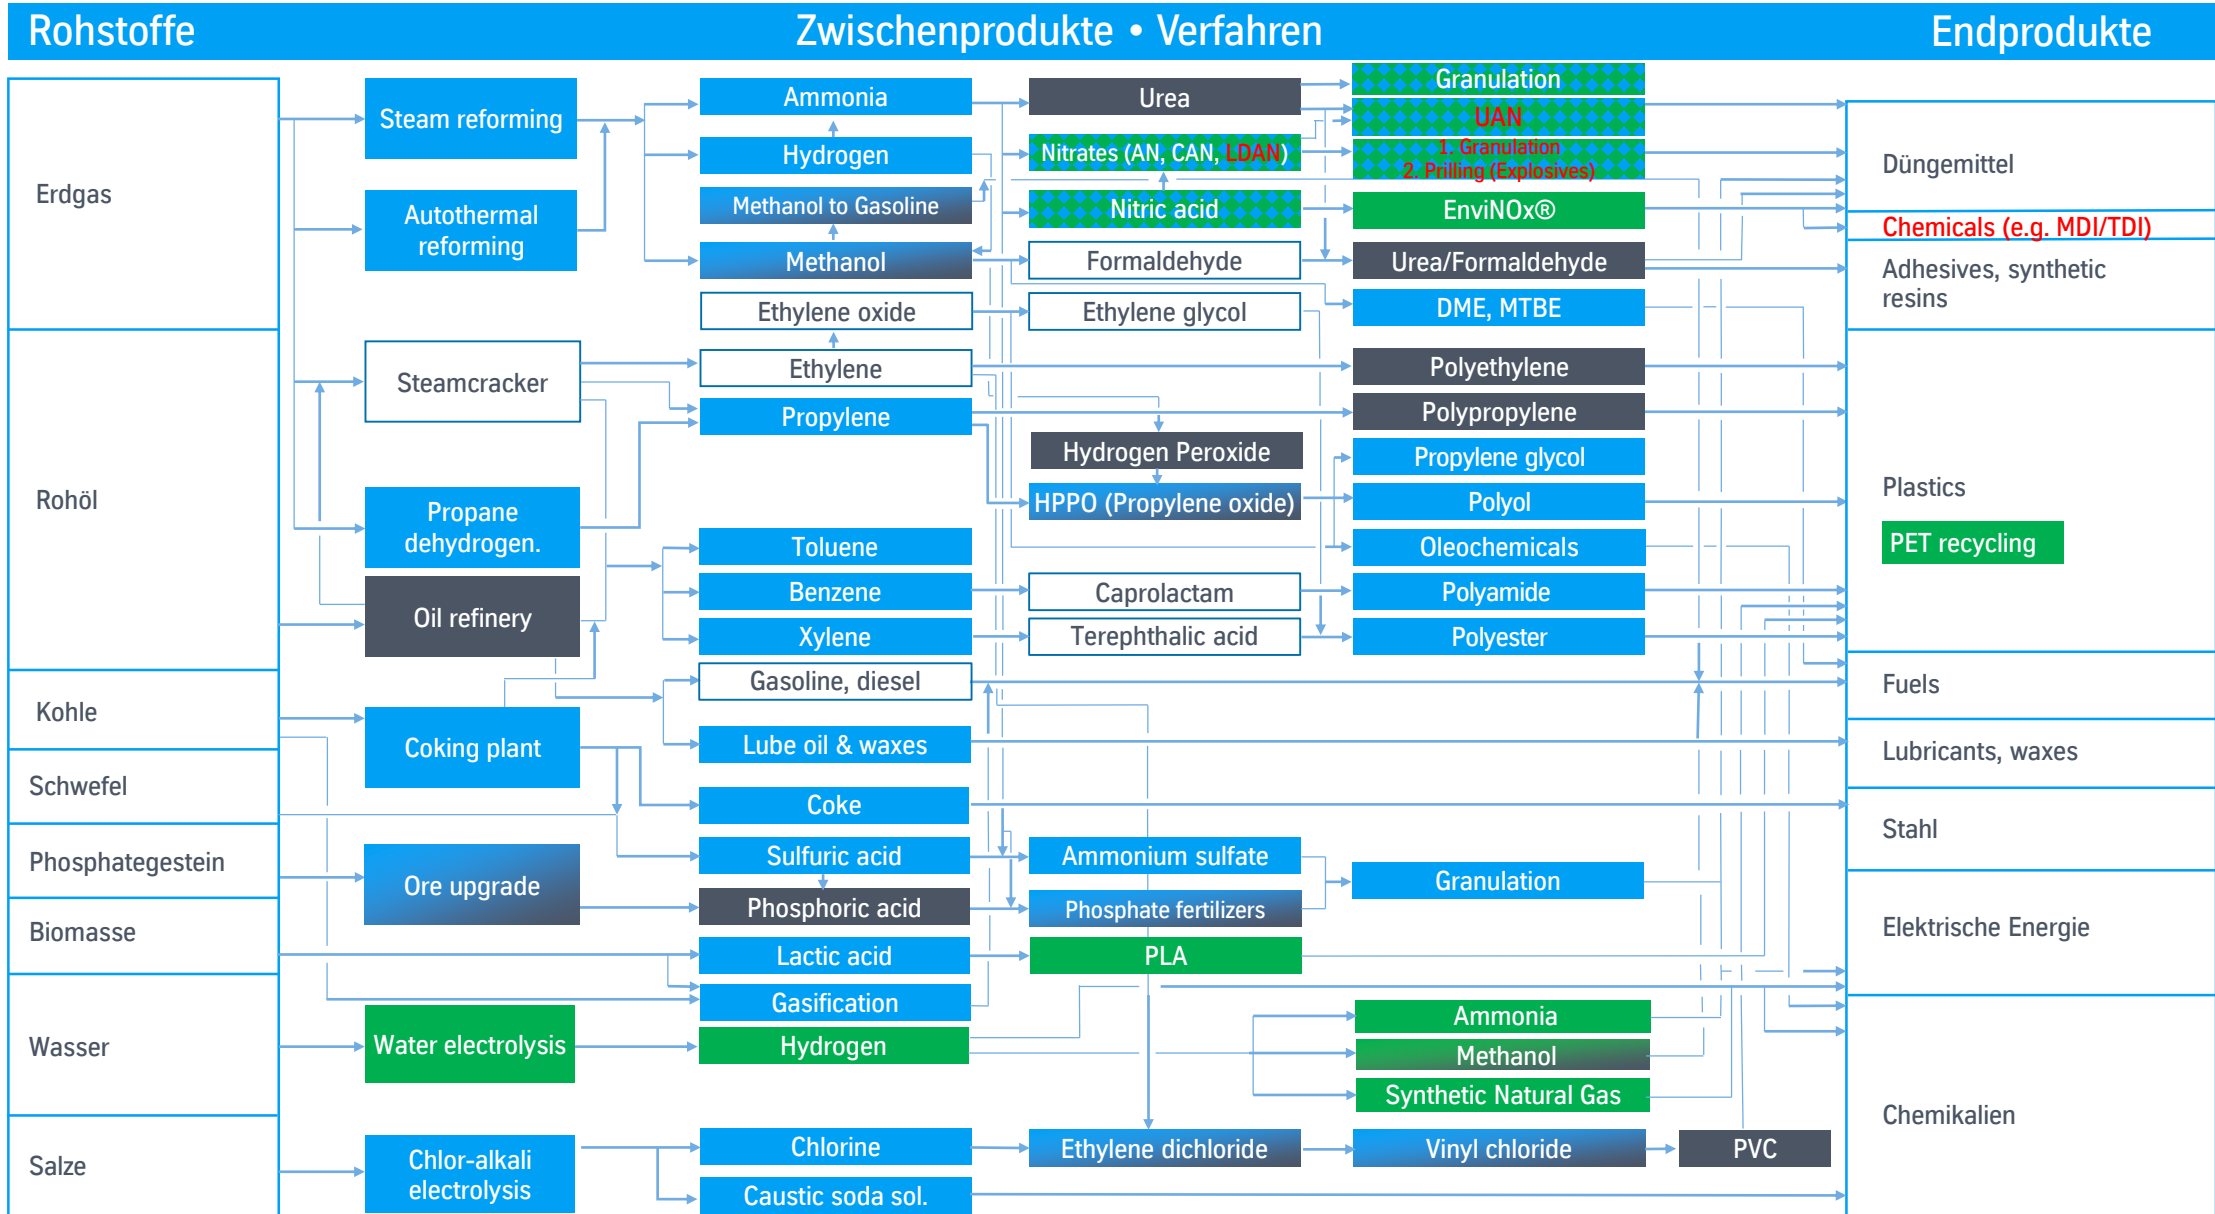 Rohstoffe
Zwischenprodukte • Verfahren
Endprodukte
Erdgas
Rohöl
Kohle
Schwefel
Phosphategestein
Biomasse
Wasser
Salze
Steam reforming
Autothermal
reforming
Steamcracker
Propane
dehydrogen.
Oil refinery
Coking plant
Ore upgrade
Water electrolysis
Chlor-alkali
electrolysis
Ammonia
Hydrogen
Methanol to Gasoline
Methanol
Ethylene oxide
Ethylene
Propylene
Toluene
Benzene
Xylene
Gasoline, diesel
Lube oil & waxes
Coke
Sulfuric acid
Phosphoric acid
Lactic acid
Gasification
Hydrogen
Chlorine
Caustic soda sol.
Urea
Nitrates (AN, CAN, LDAN)
Nitric acid
Formaldehyde
Ethylene glycol
Hydrogen Peroxide
HPPO (Propylene oxide)
Caprolactam
Terephthalic acid
Ammonium sulfate
Phosphate fertilizers
PLA
Ethylene dichloride
Granulation
UAN
1. Granulation
2. Prilling (Explosives)
EnviNOx®
Urea/Formaldehyde
DME, MTBE
Polyethylene
Polypropylene
Propylene glycol
Polyol
Oleochemicals
Polyamide
Polyester
Granulation
Ammonia
Methanol
Synthetic Natural Gas
Vinyl chloride
PVC
Düngemittel
Chemicals (e.g. MDI/TDI)
Adhesives, synthetic
resins
Plastics
PET recycling
Fuels
Lubricants, waxes
Stahl
Elektrische Energie
Chemikalien